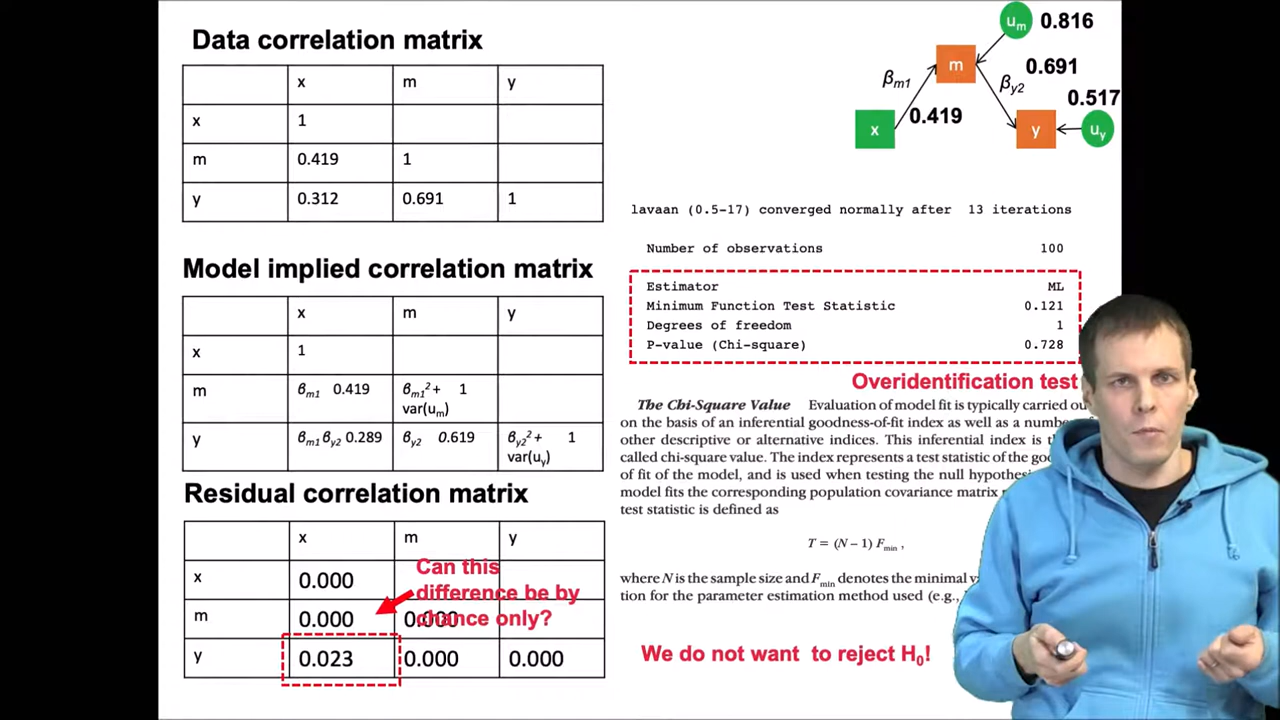 Data correlation matrix
x m y
x 1
m 0.419 1
y 0.312 0.691 1
Model implied correlation matrix
x m y
x 1
m βm1 0.419 βm1² + 1
var(um)
y βm1 βy2 0.289 βy2 0.619 βy2² + 1
var(uy)
Residual correlation matrix
x m y
x 0.000
m 0.000 0.000
y 0.023 0.000 0.000
Can this
difference be by
chance only?
um 0.816
m
βm1
βy2
0.691
0.517
0.419
x
y
uy
lavaan (0.5-17) converged normally after 13 iterations
Number of observations 100
Estimator ML
Minimum Function Test Statistic 0.121
Degrees of freedom 1
P-value (Chi-square) 0.728
Overidentification test
The Chi-Square Value Evaluation of model fit is typically carried ou
on the basis of an inferential goodness-of-fit index as well as a number of
other descriptive or alternative indices. This inferential index is th
called chi-square value. The index represents a test statistic of the go
of fit of the model, and is used when testing the null hypothesi
model fits the corresponding population covariance matrix
test statistic is defined as
T = (N – 1) Fmin ,
where N is the sample size and Fmin denotes the minimal v
tion for the parameter estimation method used (e.g.,
We do not want to reject H0!